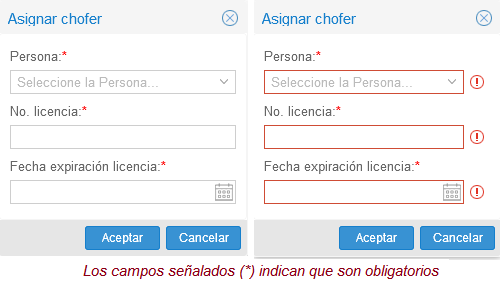 Asignar chofer
Persona:*
Seleccione la Persona...
No. licencia:*
Fecha expiración licencia:*
Aceptar Cancelar
Asignar chofer
Persona:*
Seleccione la Persona...
No. licencia:*
Fecha expiración licencia:*
Aceptar Cancelar
Los campos señalados (*) indican que son obligatorios